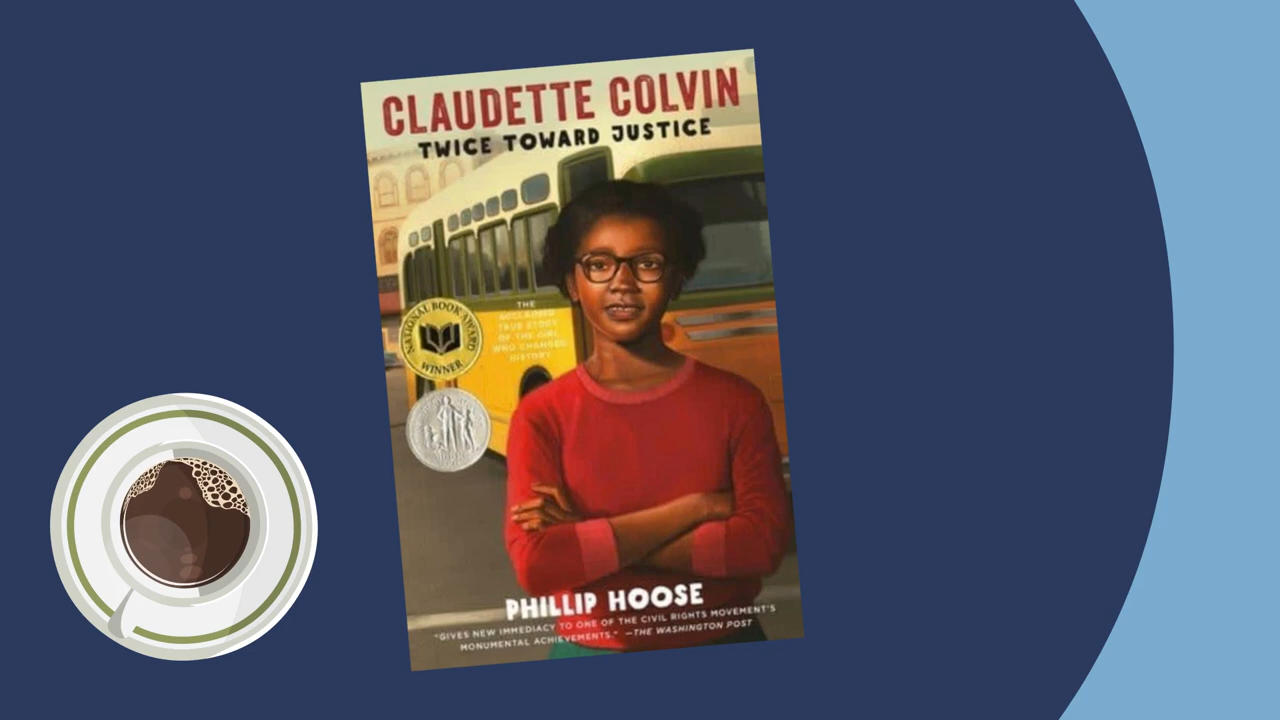 CLAUDETTE COLVIN
TWICE TOWARD JUSTICE
NATIONAL BOOK AWARD
WINNER
THE
ACCLAIMED
TRUE STORY
OF THE GIRL
WHO CHANGED
HISTORY
PHILLIP HOOSE
"GIVES NEW IMMEDIACY TO ONE OF THE CIVIL RIGHTS MOVEMENT'S
MONUMENTAL ACHIEVEMENTS." —THE WASHINGTON POST